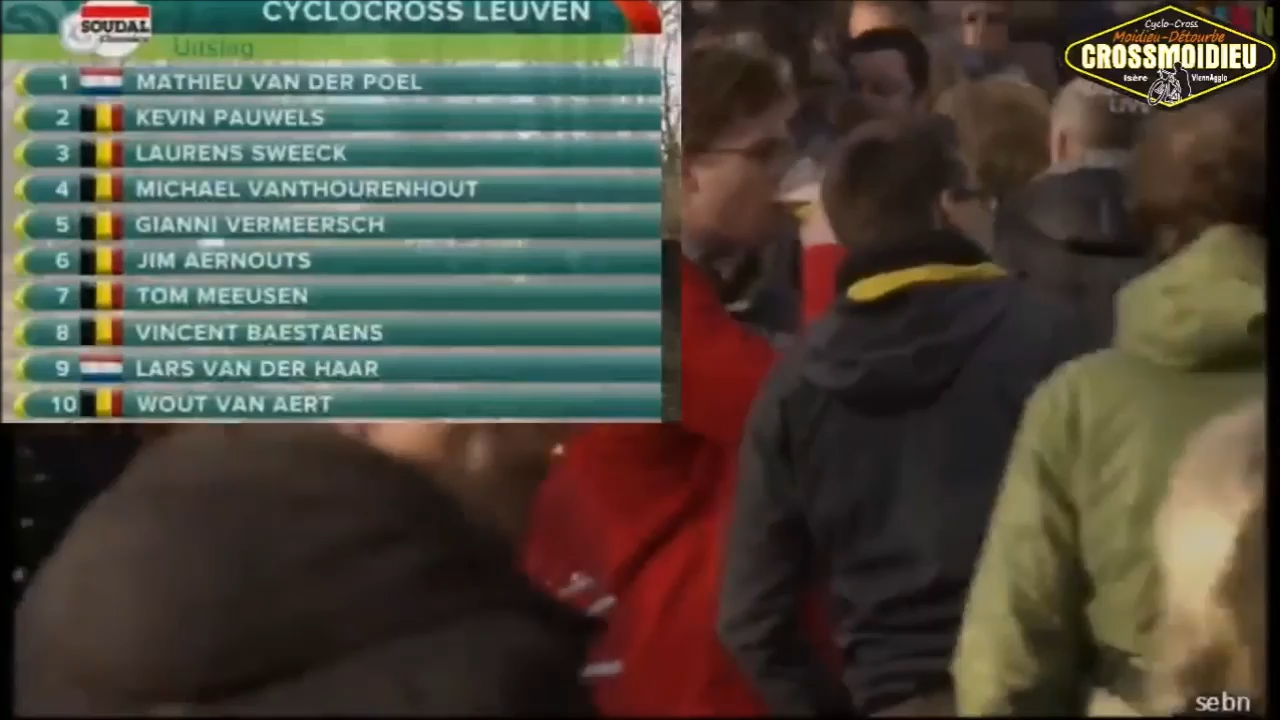 SOUDAL
CYCLOCROSS LEUVEN
Uitslag
1 MATHIEU VAN DER POEL
2 KEVIN PAUWELS
3 LAURENS SWEECK
4 MICHAEL VANTHOURENHOUT
5 GIANNI VERMEERSCH
6 JIM AERNOUTS
7 TOM MEEUSEN
8 VINCENT BAESTAENS
9 LARS VAN DER HAAR
10 WOUT VAN AERT
Cyclo-Cross
Moidieu-Détourbe
CROSSMOIDIEU
Isère ViennAgglo
LIVE
sebn